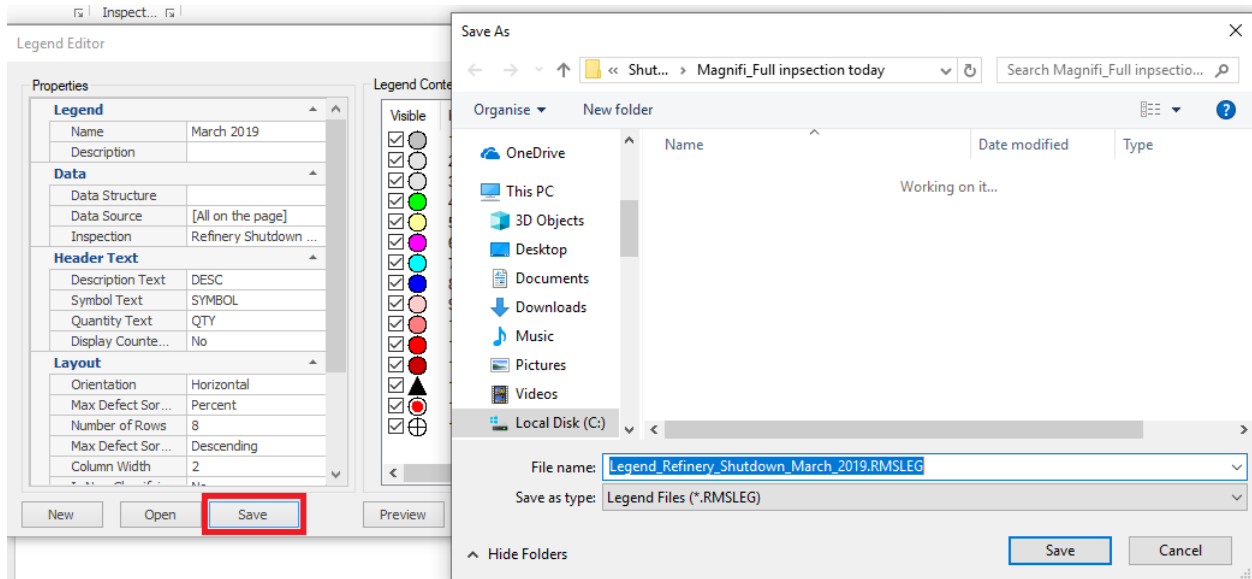 Inspect...
Legend Editor
Properties
Legend
Name March 2019
Description
Data
Data Structure
Data Source [All on the page]
Inspection Refinery Shutdown ...
Header Text
Description Text DESC
Symbol Text SYMBOL
Quantity Text QTY
Display Counte... No
Layout
Orientation Horizontal
Max Defect Sor... Percent
Number of Rows 8
Max Defect Sor... Descending
Column Width 2
New Open Save
Legend Conte
Visible
Preview
Save As
« Shut... > Magnifi_Full inpsection today
Search Magnifi_Full inpsectio...
Organise New folder
Name Date modified Type
Working on it...
OneDrive
This PC
3D Objects
Desktop
Documents
Downloads
Music
Pictures
Videos
Local Disk (C:)
File name: Legend_Refinery_Shutdown_March_2019.RMSLEG
Save as type: Legend Files (*.RMSLEG)
Hide Folders
Save Cancel